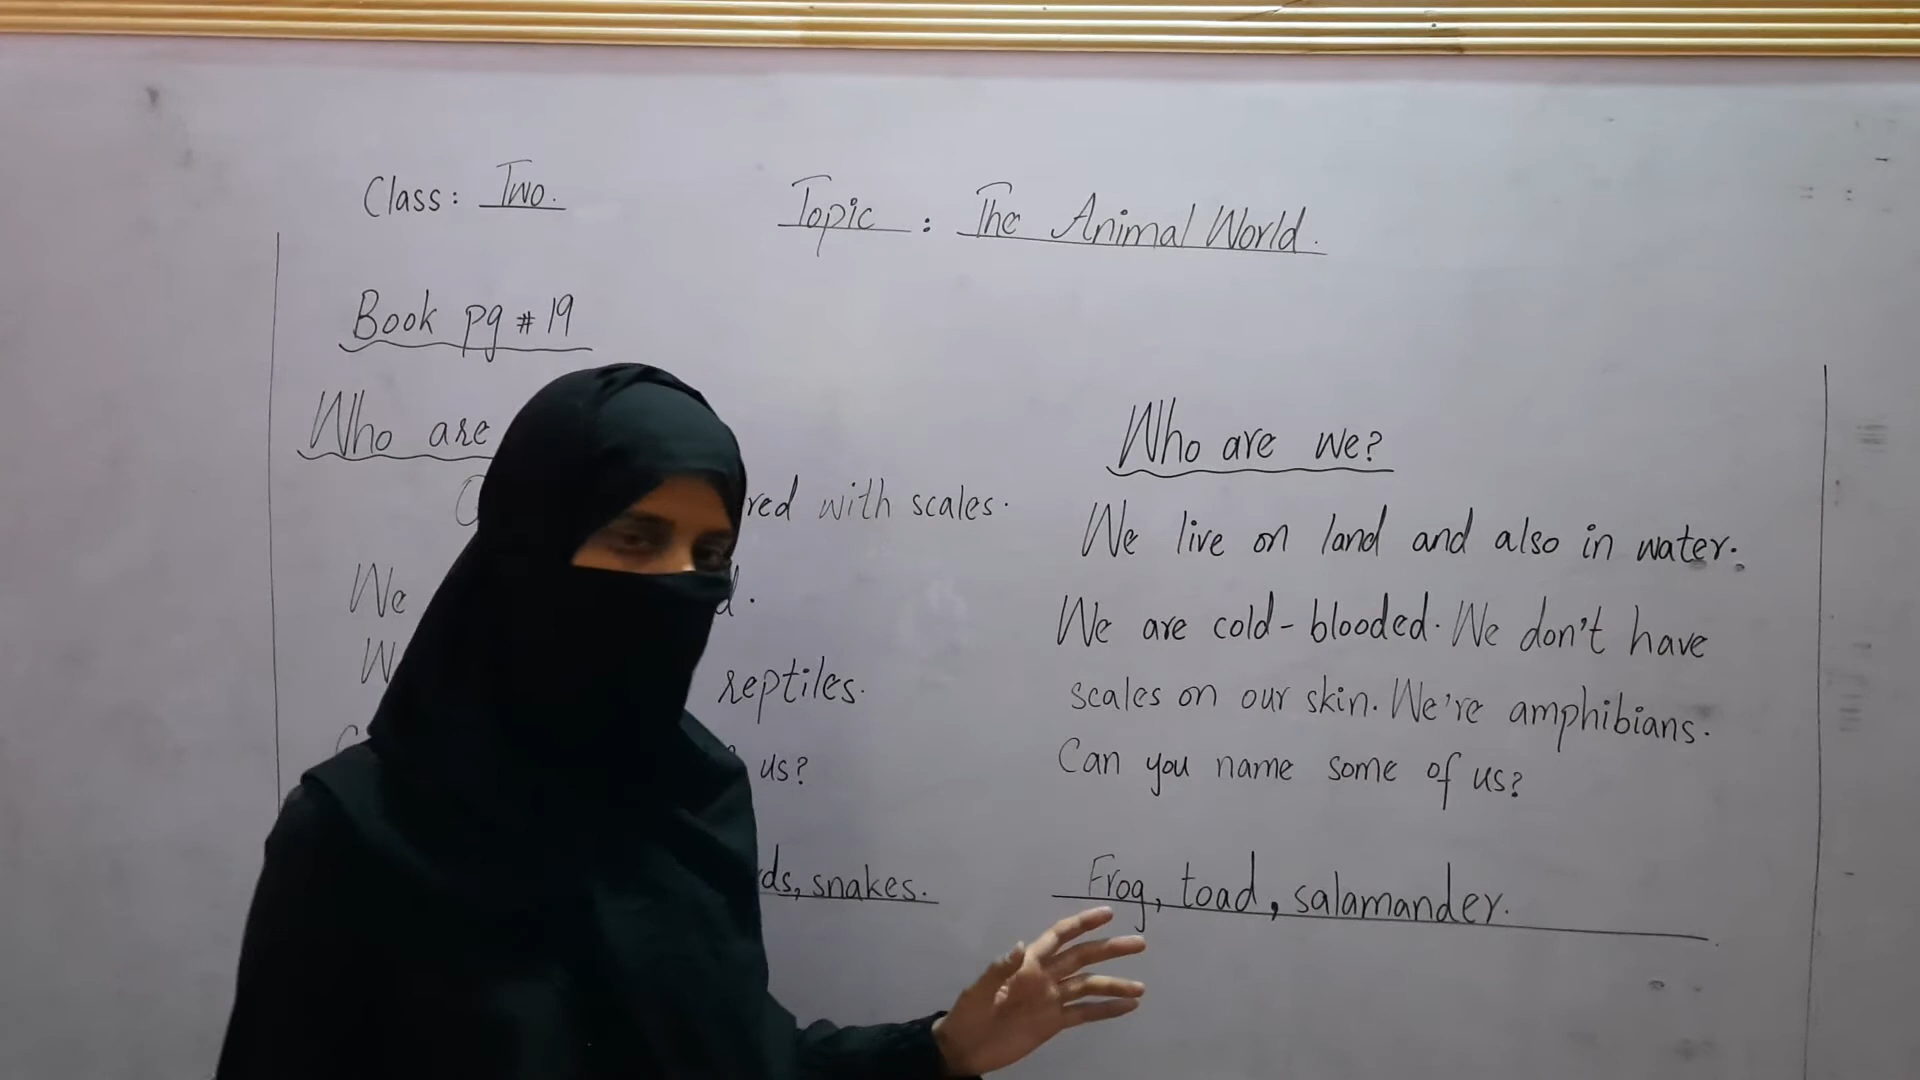 Class: Two.
Topic : The Animal World.
Book pg # 19
Who are
with scales.
We
reptiles.
us?
snakes.
Who are we?
We live on land and also in water.
We are cold-blooded. We don't have
scales on our skin. We're amphibians.
Can you name some of us?
Frog, toad, salamander.